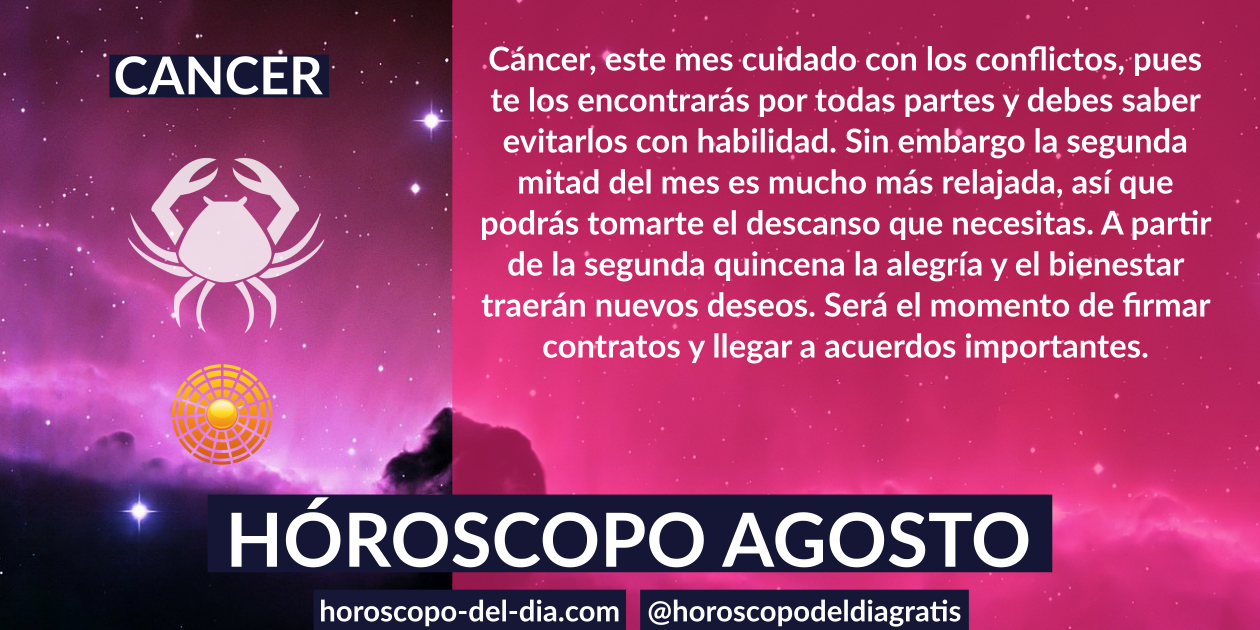 CANCER
Cáncer, este mes cuidado con los conflictos, pues
te los encontrarás por todas partes y debes saber
evitarlos con habilidad. Sin embargo la segunda
mitad del mes es mucho más relajada, así que
podrás tomarte el descanso que necesitas. A partir
de la segunda quincena la alegría y el bienestar
traerán nuevos deseos. Será el momento de firmar
contratos y llegar a acuerdos importantes.
HÓROSCOPO AGOSTO
horoscopo-del-dia.com
@horoscopodeldiagratis